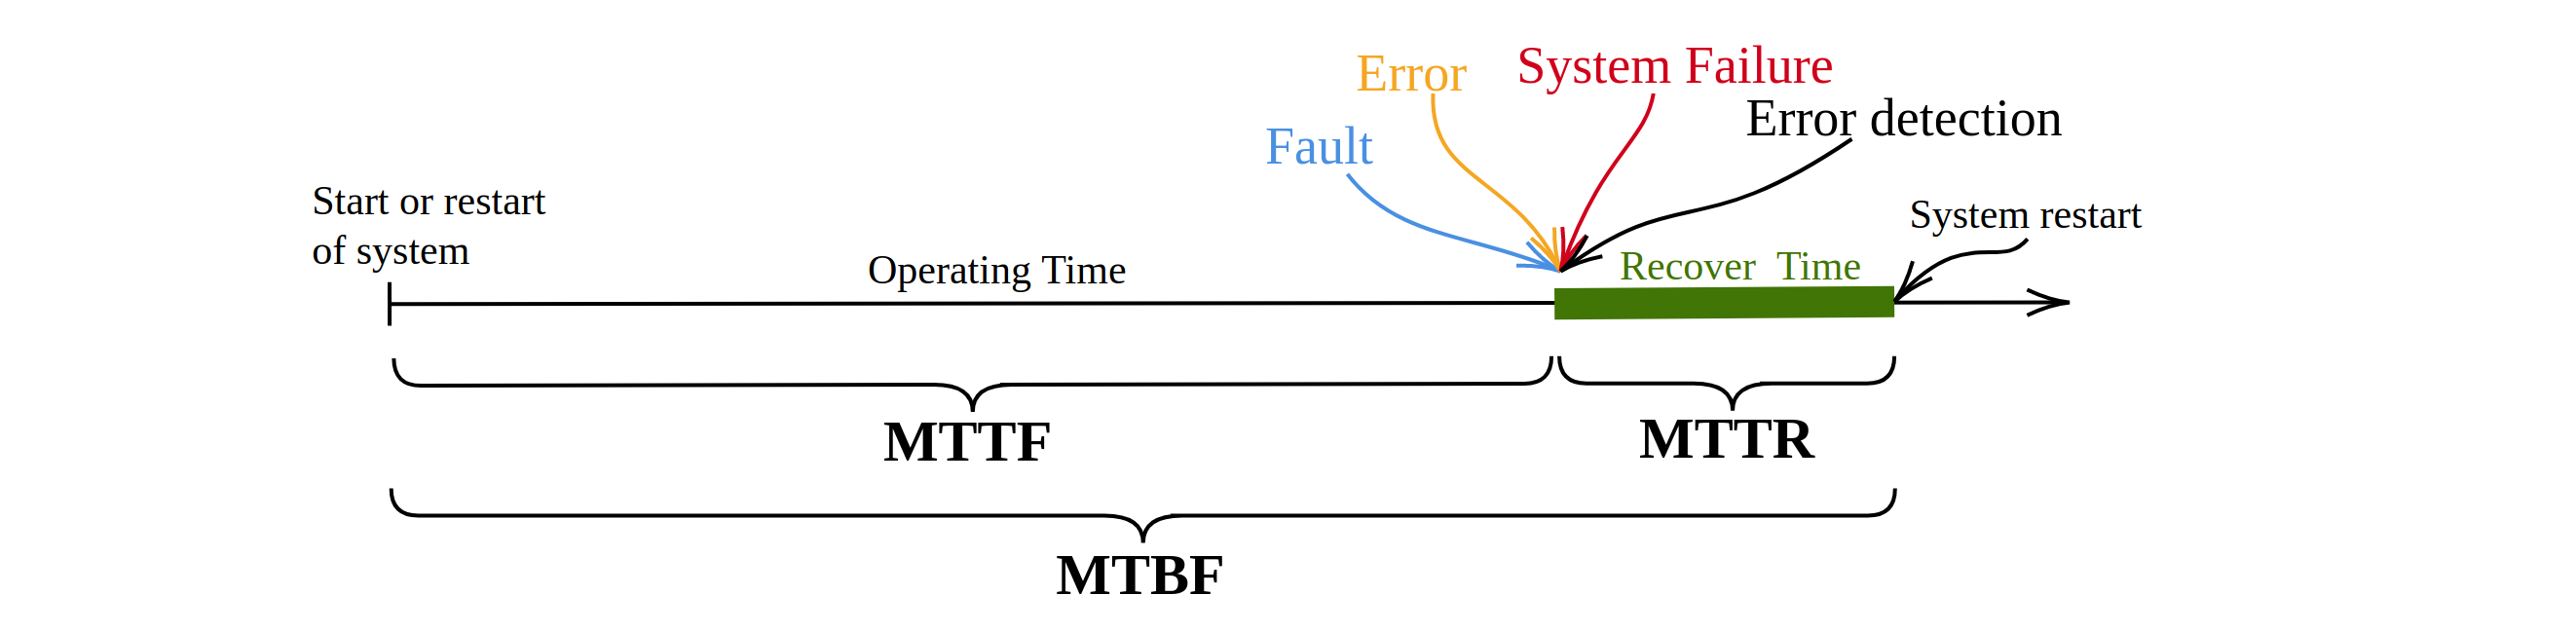 Error
System Failure
Error detection
Fault
Start or restart
of system
System restart
Operating Time
Recover Time
MTTF
MTTR
MTBF